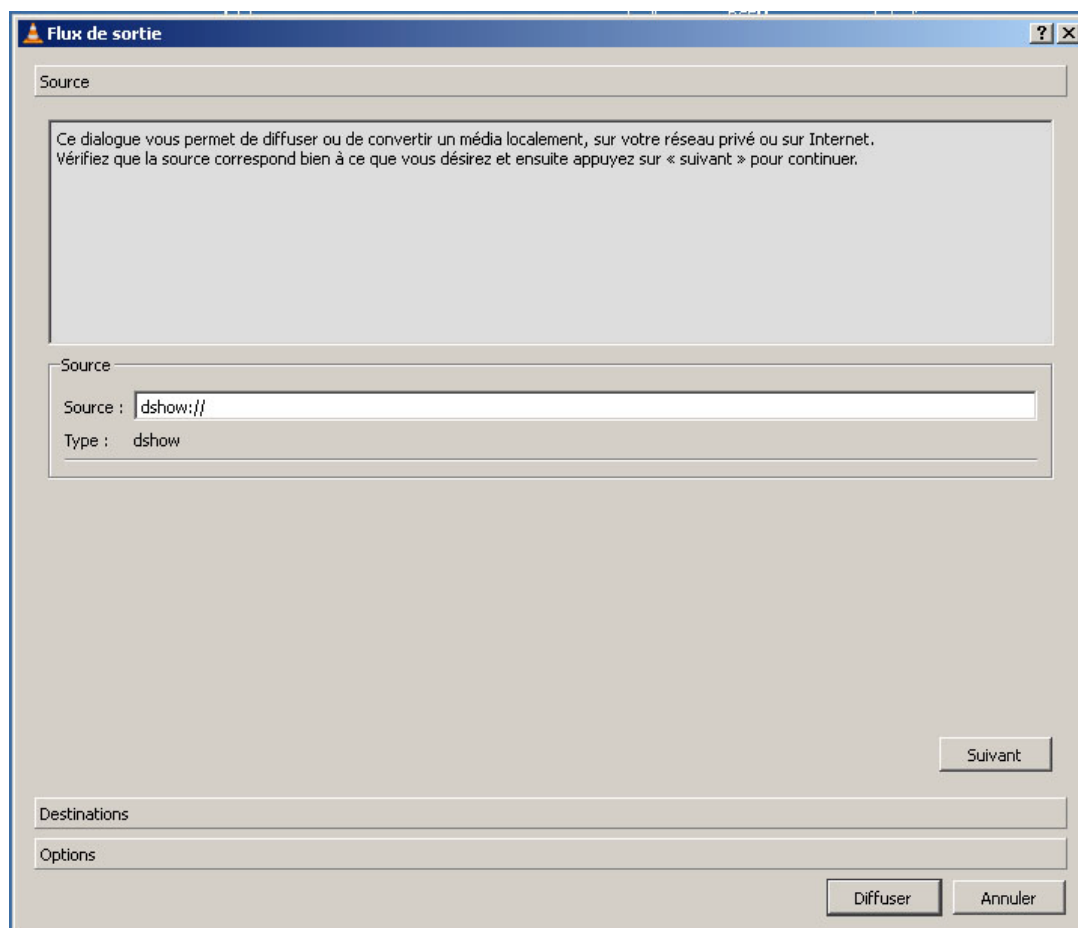 Flux de sortie
Source
Ce dialogue vous permet de diffuser ou de convertir un média localement, sur votre réseau privé ou sur Internet.
Vérifiez que la source correspond bien à ce que vous désirez et ensuite appuyez sur « suivant » pour continuer.
Source
Source : dshow://
Type : dshow
Suivant
Destinations
Options
Diffuser Annuler